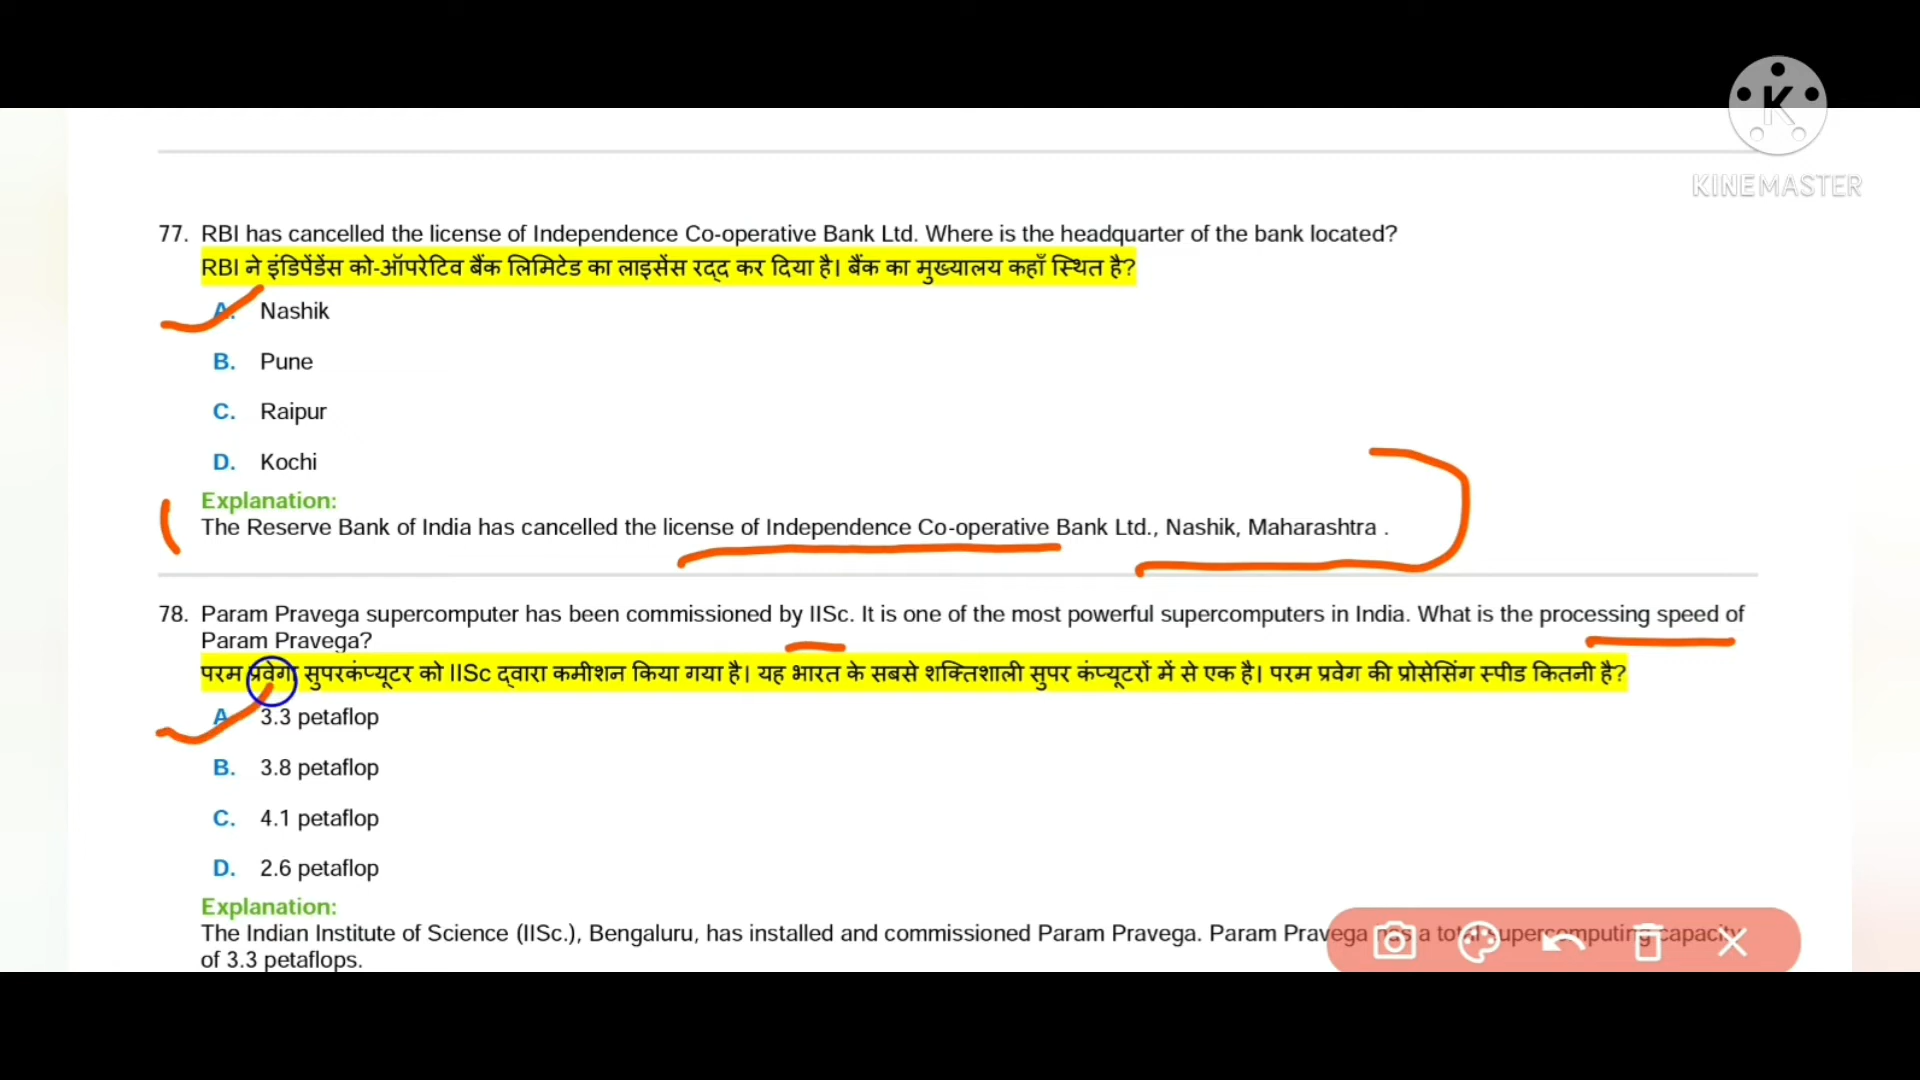 K
KINEMASTER
77. RBI has cancelled the license of Independence Co-operative Bank Ltd. Where is the headquarter of the bank located?
RBI ने इंडिपेंडेंस को-ऑपरेटिव बैंक लिमिटेड का लाइसेंस रद्द कर दिया है। बैंक का मुख्यालय कहाँ स्थित है?
A. Nashik
B. Pune
C. Raipur
D. Kochi
Explanation:
The Reserve Bank of India has cancelled the license of Independence Co-operative Bank Ltd., Nashik, Maharashtra .
78. Param Pravega supercomputer has been commissioned by IISc. It is one of the most powerful supercomputers in India. What is the processing speed of
Param Pravega?
परम प्रवेगा सुपरकंप्यूटर को IISc द्वारा कमीशन किया गया है। यह भारत के सबसे शक्तिशाली सुपर कंप्यूटरों में से एक है। परम प्रवेग की प्रोसेसिंग स्पीड कितनी है?
A. 3.3 petaflop
B. 3.8 petaflop
C. 4.1 petaflop
D. 2.6 petaflop
Explanation:
The Indian Institute of Science (IISc.), Bengaluru, has installed and commissioned Param Pravega. Param Pravega has a total supercomputing capacity
of 3.3 petaflops.